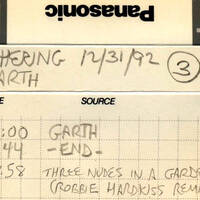 Panasonic
HERING 12/31/92 3
ARTH
E SOURCE
:00 GARTH
:44 -END-
:58 THREE NUDES IN A GARDE
(ROBBIE HARDKISS REM